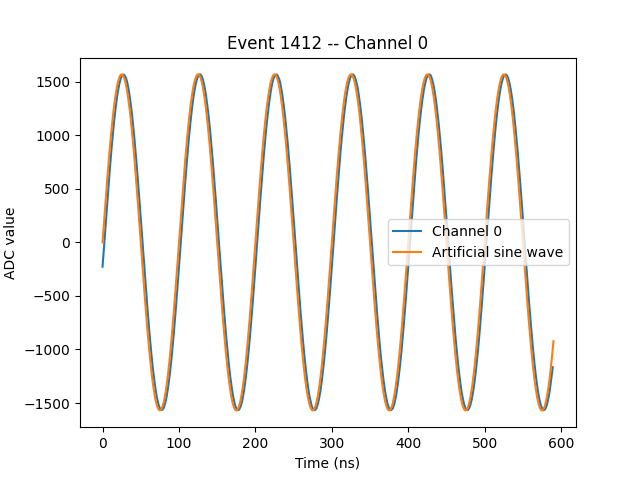 Event 1412 -- Channel 0
1500
1000
500
0
−500
−1000
−1500
ADC value
Channel 0
Artificial sine wave
0 100 200 300 400 500 600
Time (ns)